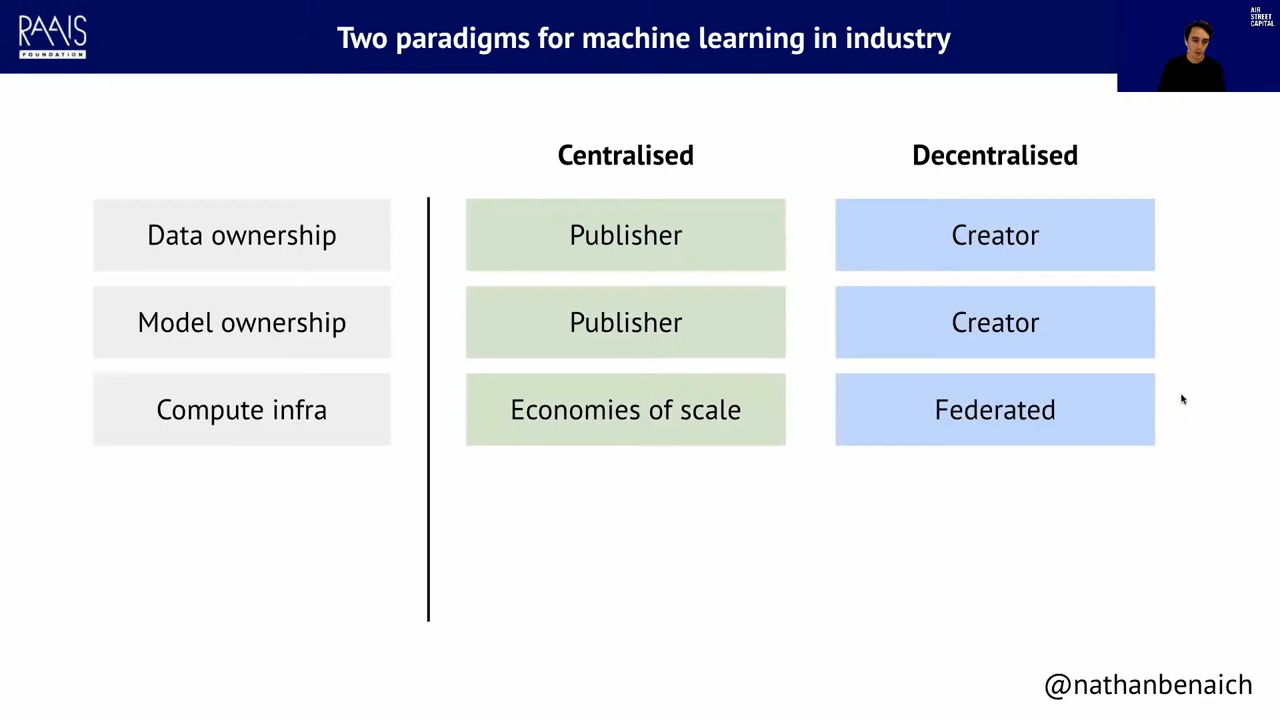 RAAIS
FOUNDATION
Two paradigms for machine learning in industry
AIR
STREET
CAPITAL
Centralised Decentralised
Data ownership Publisher Creator
Model ownership Publisher Creator
Compute infra Economies of scale Federated
@nathanbenaich